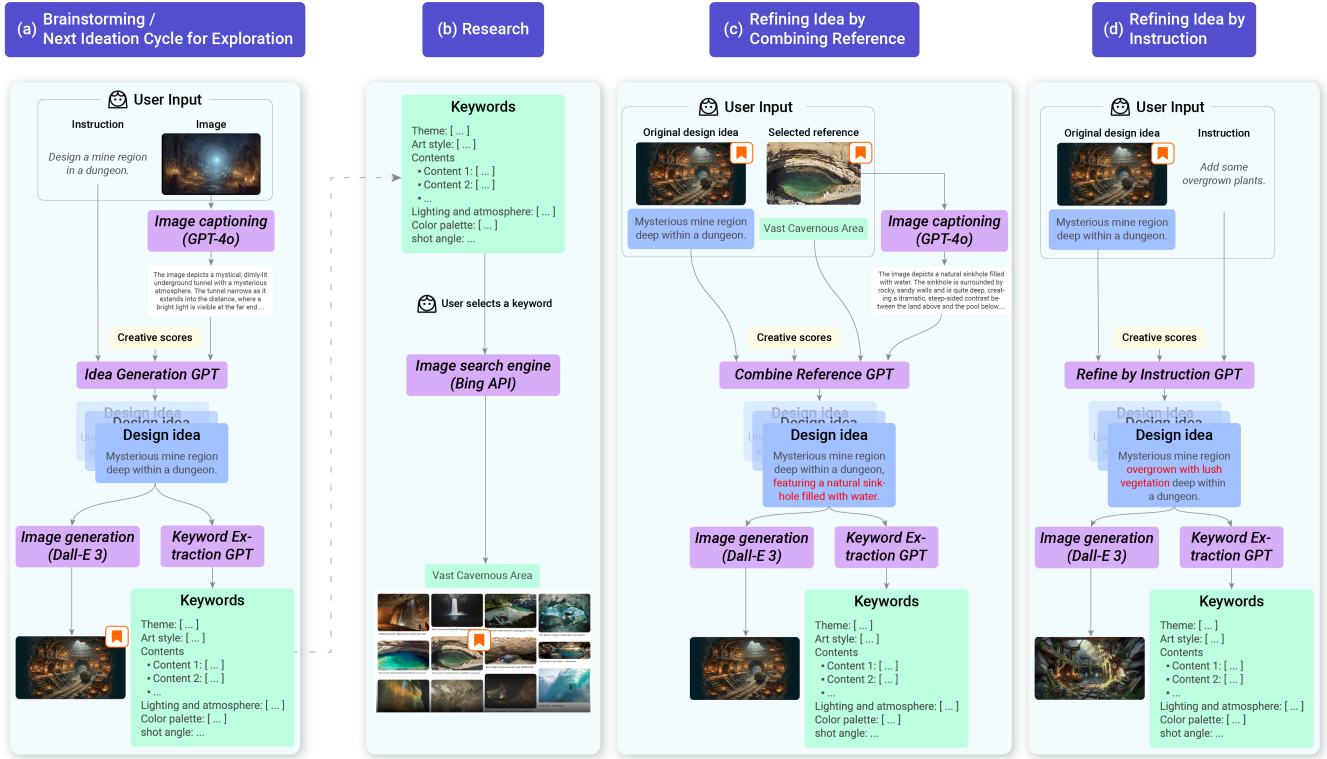 (a) Brainstorming /
Next Ideation Cycle for Exploration
(b) Research
(c) Refining Idea by
Combining Reference
(d) Refining Idea by
Instruction
User Input
Instruction
Image
Design a mine region
in a dungeon.
Image captioning
(GPT-4o)
The image depicts a mystical, dimly-lit
underground tunnel with a mysterious
atmosphere. The tunnel narrows as it
extends into the distance, where a
bright light is visible at the far end....
Creative scores
Idea Generation GPT
Design idea
Design idea
Design idea
Mysterious mine region
deep within a dungeon.
Image generation
(Dall-E 3)
Keyword Ex-
traction GPT
Keywords
Theme: [ ... ]
Art style: [ ... ]
Contents
▪ Content 1: [ ... ]
▪ Content 2: [ ... ]
▪ ...
Lighting and atmosphere: [ ... ]
Color palette: [ ... ]
shot angle: ...
Keywords
Theme: [ ... ]
Art style: [ ... ]
Contents
▪ Content 1: [ ... ]
▪ Content 2: [ ... ]
▪ ...
Lighting and atmosphere: [ ... ]
Color palette: [ ... ]
shot angle: ...
User selects a keyword
Image search engine
(Bing API)
Vast Cavernous Area
User Input
Original design idea
Selected reference
Mysterious mine region
deep within a dungeon.
Vast Cavernous Area
Image captioning
(GPT-4o)
The image depicts a natural sinkhole filled
with water. The sinkhole is surrounded by
rocky, sandy walls and is quite deep, creat-
ing a dramatic, steep-sided contrast be-
tween the land above and the pool below,...
Creative scores
Combine Reference GPT
Design idea
Design idea
Design idea
Mysterious mine region
deep within a dungeon,
featuring a natural sink-
hole filled with water.
Image generation
(Dall-E 3)
Keyword Ex-
traction GPT
Keywords
Theme: [ ... ]
Art style: [ ... ]
Contents
▪ Content 1: [ ... ]
▪ Content 2: [ ... ]
▪ ...
Lighting and atmosphere: [ ... ]
Color palette: [ ... ]
shot angle: ...
User Input
Original design idea
Instruction
Mysterious mine region
deep within a dungeon.
Add some
overgrown plants.
Creative scores
Refine by Instruction GPT
Design idea
Design idea
Design idea
Mysterious mine region
overgrown with lush
vegetation deep within
a dungeon.
Image generation
(Dall-E 3)
Keyword Ex-
traction GPT
Keywords
Theme: [ ... ]
Art style: [ ... ]
Contents
▪ Content 1: [ ... ]
▪ Content 2: [ ... ]
▪ ...
Lighting and atmosphere: [ ... ]
Color palette: [ ... ]
shot angle: ...